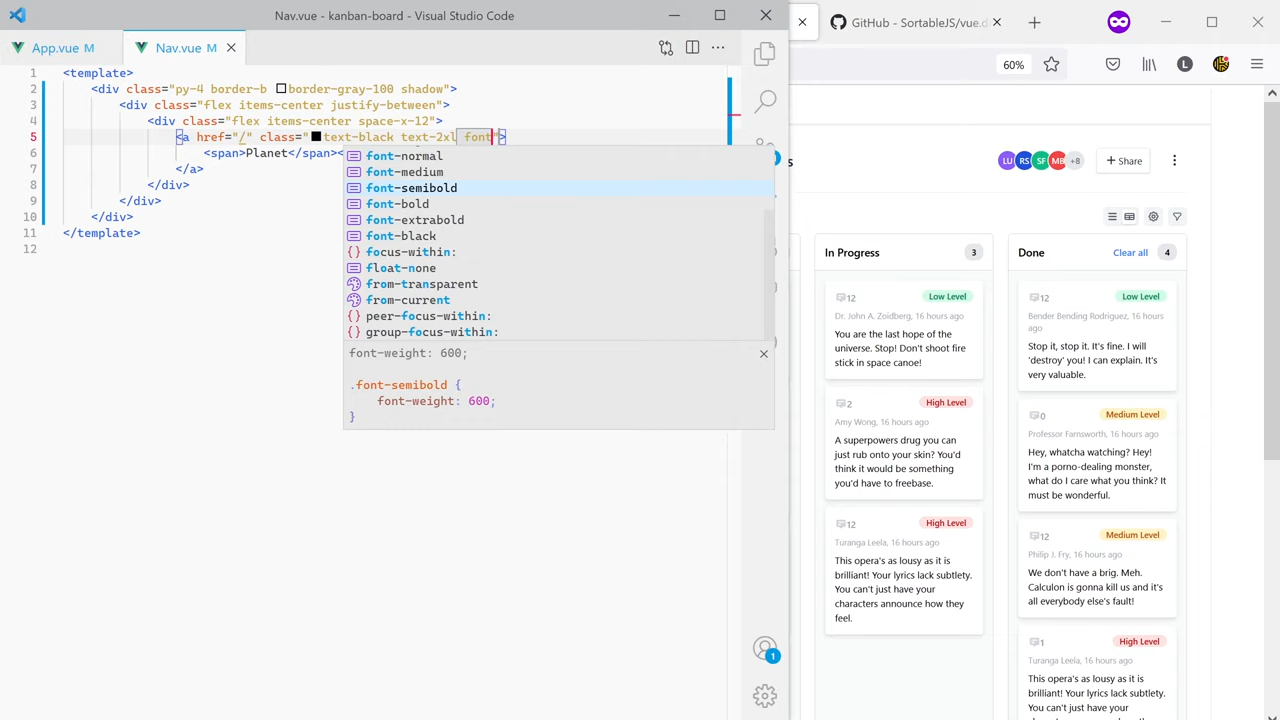 Nav.vue - kanban-board - Visual Studio Code
App.vue M
Nav.vue M
1 <template>
2 <div class="py-4 border-b border-gray-100 shadow">
3 <div class="flex items-center justify-between">
4 <div class="flex items-center space-x-12">
5 <a href="/" class="text-black text-2xl font">
6 <span>Planet</span><
7 </a>
8 </div>
9 </div>
10 </div>
11 </template>
12
font-normal
font-medium
font-semibold
font-bold
font-extrabold
font-black
{} focus-within:
float-none
from-transparent
from-current
{} peer-focus-within:
{} group-focus-within:
font-weight: 600;
.font-semibold {
font-weight: 600;
}
1
GitHub - SortableJS/vue.d
60%
L
s
LU RS SF MB +8
+ Share
In Progress 3
12 Low Level
Dr. John A. Zoidberg, 16 hours ago
You are the last hope of the
universe. Stop! Don't shoot fire
stick in space canoe!
2 High Level
Amy Wong, 16 hours ago
A superpowers drug you can
just rub onto your skin? You'd
think it would be something
you'd have to freebase.
12 High Level
Turanga Leela, 16 hours ago
This opera's as lousy as it is
brilliant! Your lyrics lack subtlety.
You can't just have your
characters announce how they
feel.
Done Clear all 4
12 Low Level
Bender Bending Rodriguez, 16 hours
ago
Stop it, stop it. It's fine. I will
'destroy' you! I can explain. It's
very valuable.
0 Medium Level
Professor Farnsworth, 16 hours ago
Hey, whatcha watching? Hey!
I'm a porno-dealing monster,
what do I care what you think? It
must be wonderful.
12 Medium Level
Philip J. Fry, 16 hours ago
We don't have a brig. Meh.
Calculon is gonna kill us and it's
all everybody else's fault!
1 High Level
Turanga Leela, 16 hours ago
This opera's as lousy as it is
brilliant! Your lyrics lack subtlety.
You can't just have your